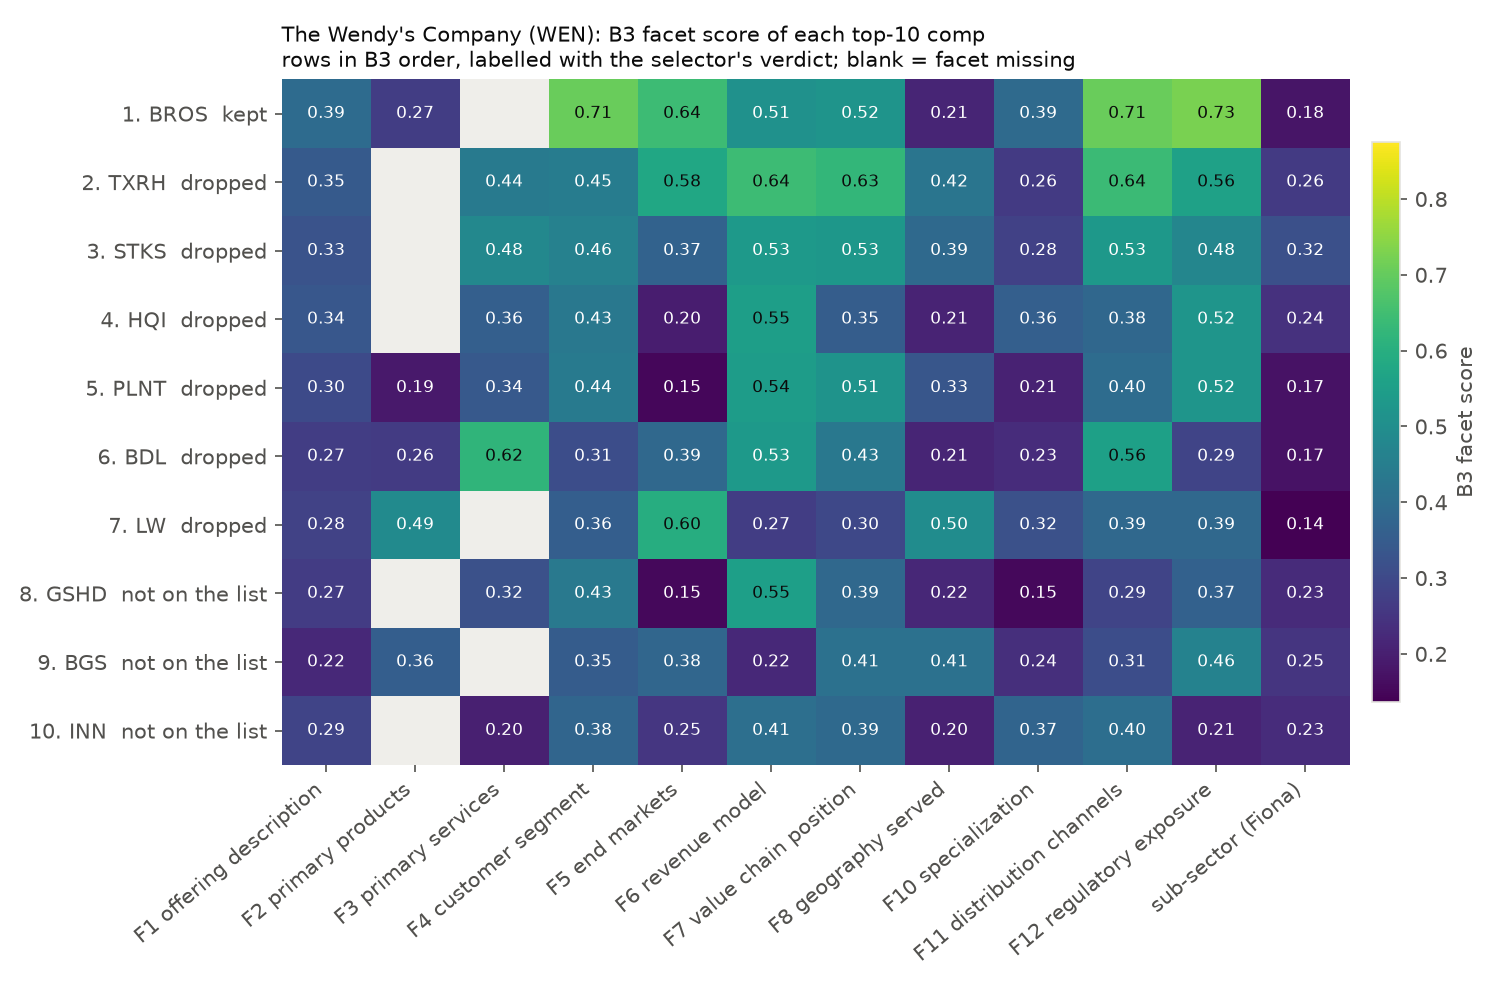 The Wendy's Company (WEN): B3 facet score of each top-10 comp
rows in B3 order, labelled with the selector's verdict; blank = facet missing
1. BROS  kept 0.39 0.27 0.71 0.64 0.51 0.52 0.21 0.39 0.71 0.73 0.18
2. TXRH  dropped 0.35 0.44 0.45 0.58 0.64 0.63 0.42 0.26 0.64 0.56 0.26
3. STKS  dropped 0.33 0.48 0.46 0.37 0.53 0.53 0.39 0.28 0.53 0.48 0.32
4. HQI  dropped 0.34 0.36 0.43 0.20 0.55 0.35 0.21 0.36 0.38 0.52 0.24
5. PLNT  dropped 0.30 0.19 0.34 0.44 0.15 0.54 0.51 0.33 0.21 0.40 0.52 0.17
6. BDL  dropped 0.27 0.26 0.62 0.31 0.39 0.53 0.43 0.21 0.23 0.56 0.29 0.17
7. LW  dropped 0.28 0.49 0.36 0.60 0.27 0.30 0.50 0.32 0.39 0.39 0.14
8. GSHD  not on the list 0.27 0.32 0.43 0.15 0.55 0.39 0.22 0.15 0.29 0.37 0.23
9. BGS  not on the list 0.22 0.36 0.35 0.38 0.22 0.41 0.41 0.24 0.31 0.46 0.25
10. INN  not on the list 0.29 0.20 0.38 0.25 0.41 0.39 0.20 0.37 0.40 0.21 0.23
F1 offering description
F2 primary products
F3 primary services
F4 customer segment
F5 end markets
F6 revenue model
F7 value chain position
F8 geography served
F10 specialization
F11 distribution channels
F12 regulatory exposure
sub-sector (Fiona)
0.8
0.7
0.6
0.5
0.4
0.3
0.2
B3 facet score